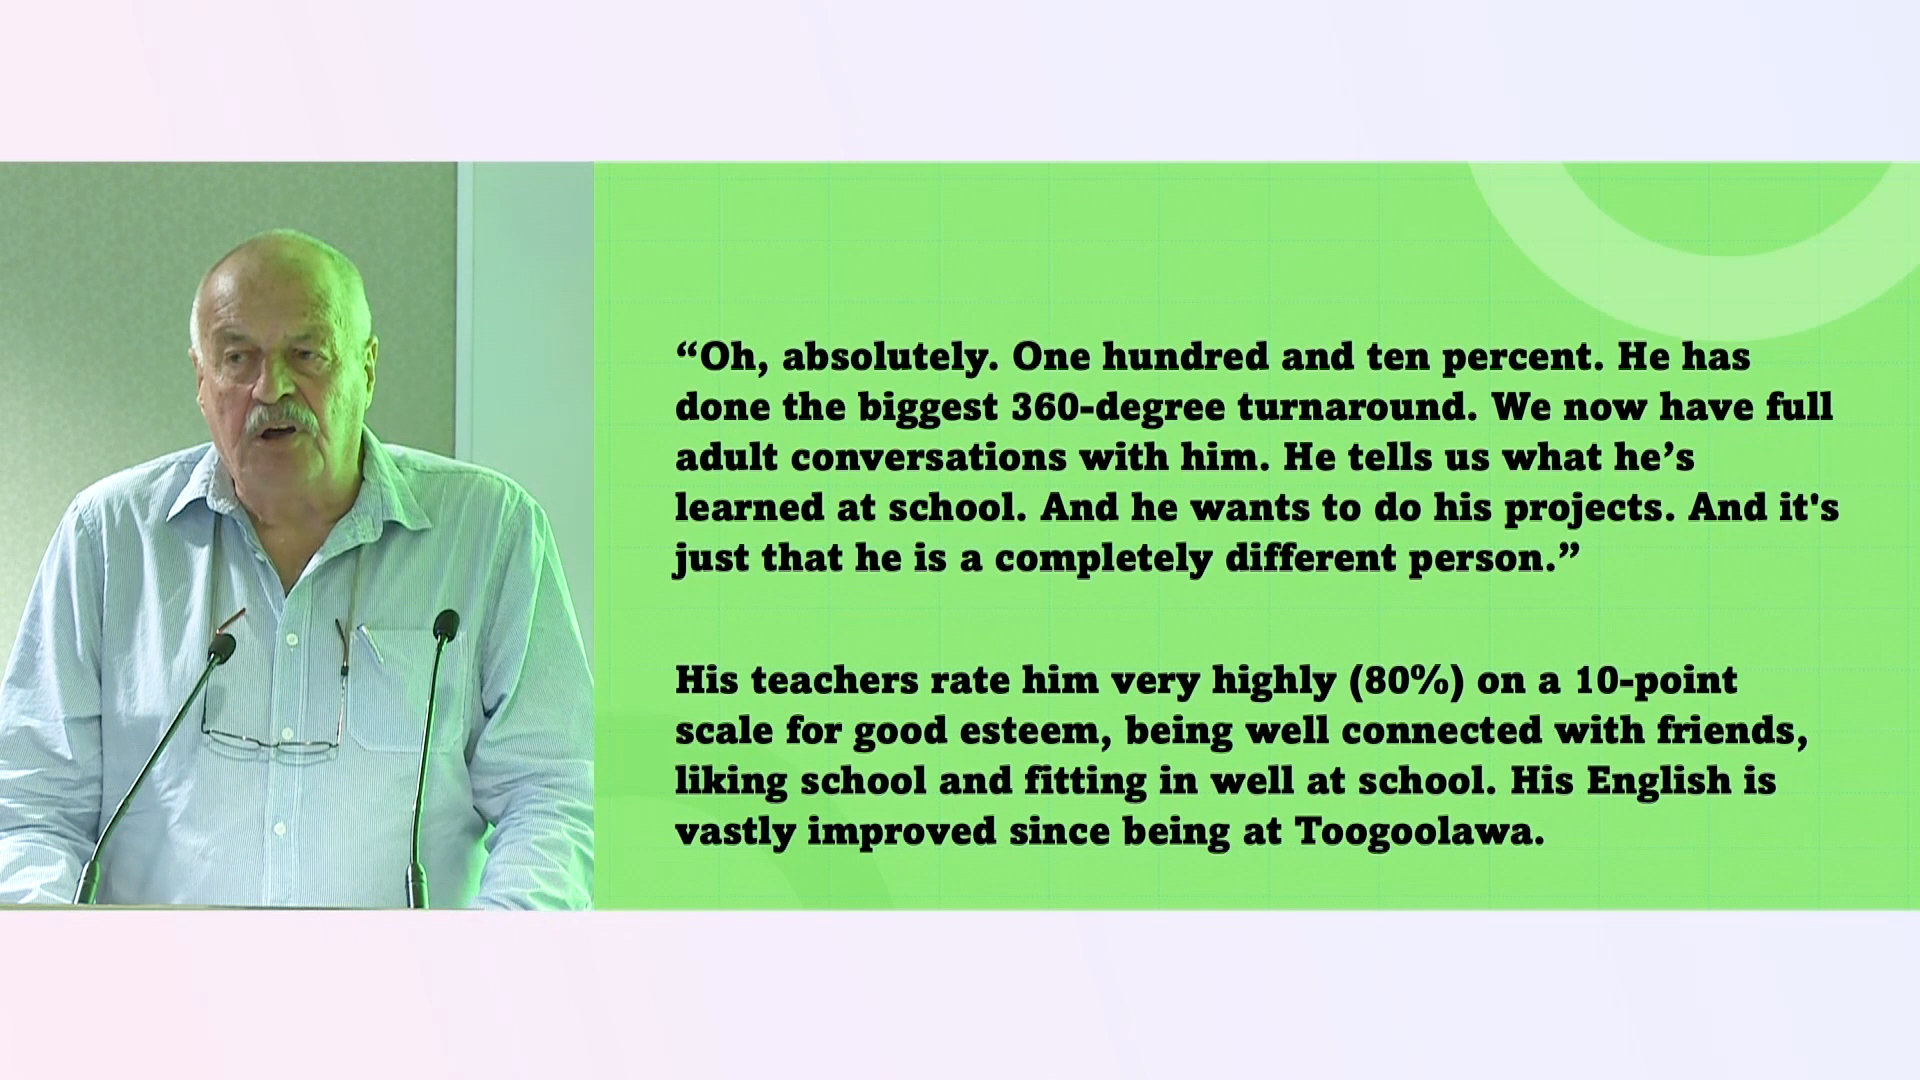 “Oh, absolutely. One hundred and ten percent. He has
done the biggest 360-degree turnaround. We now have full
adult conversations with him. He tells us what he’s
learned at school. And he wants to do his projects. And it's
just that he is a completely different person.”
His teachers rate him very highly (80%) on a 10-point
scale for good esteem, being well connected with friends,
liking school and fitting in well at school. His English is
vastly improved since being at Toogoolawa.